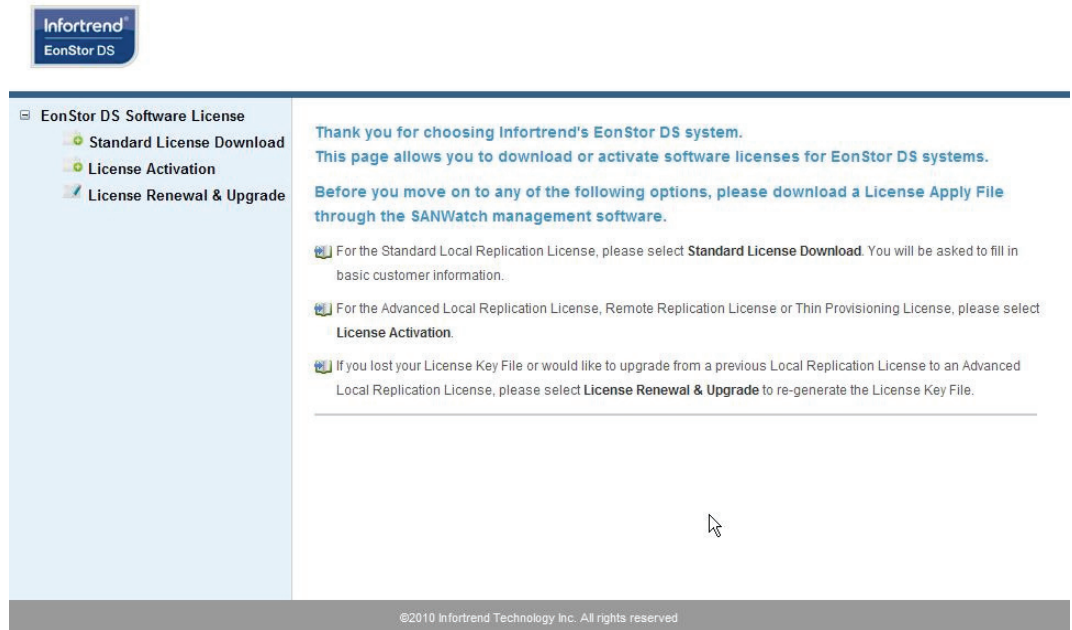 Infortrend®
EonStor DS
EonStor DS Software License
Standard License Download
License Activation
License Renewal & Upgrade
Thank you for choosing Infortrend's EonStor DS system.
This page allows you to download or activate software licenses for EonStor DS systems.
Before you move on to any of the following options, please download a License Apply File
through the SANWatch management software.
For the Standard Local Replication License, please select Standard License Download. You will be asked to fill in
basic customer information.
For the Advanced Local Replication License, Remote Replication License or Thin Provisioning License, please select
License Activation.
If you lost your License Key File or would like to upgrade from a previous Local Replication License to an Advanced
Local Replication License, please select License Renewal & Upgrade to re-generate the License Key File.
©2010 Infortrend Technology Inc. All rights reserved